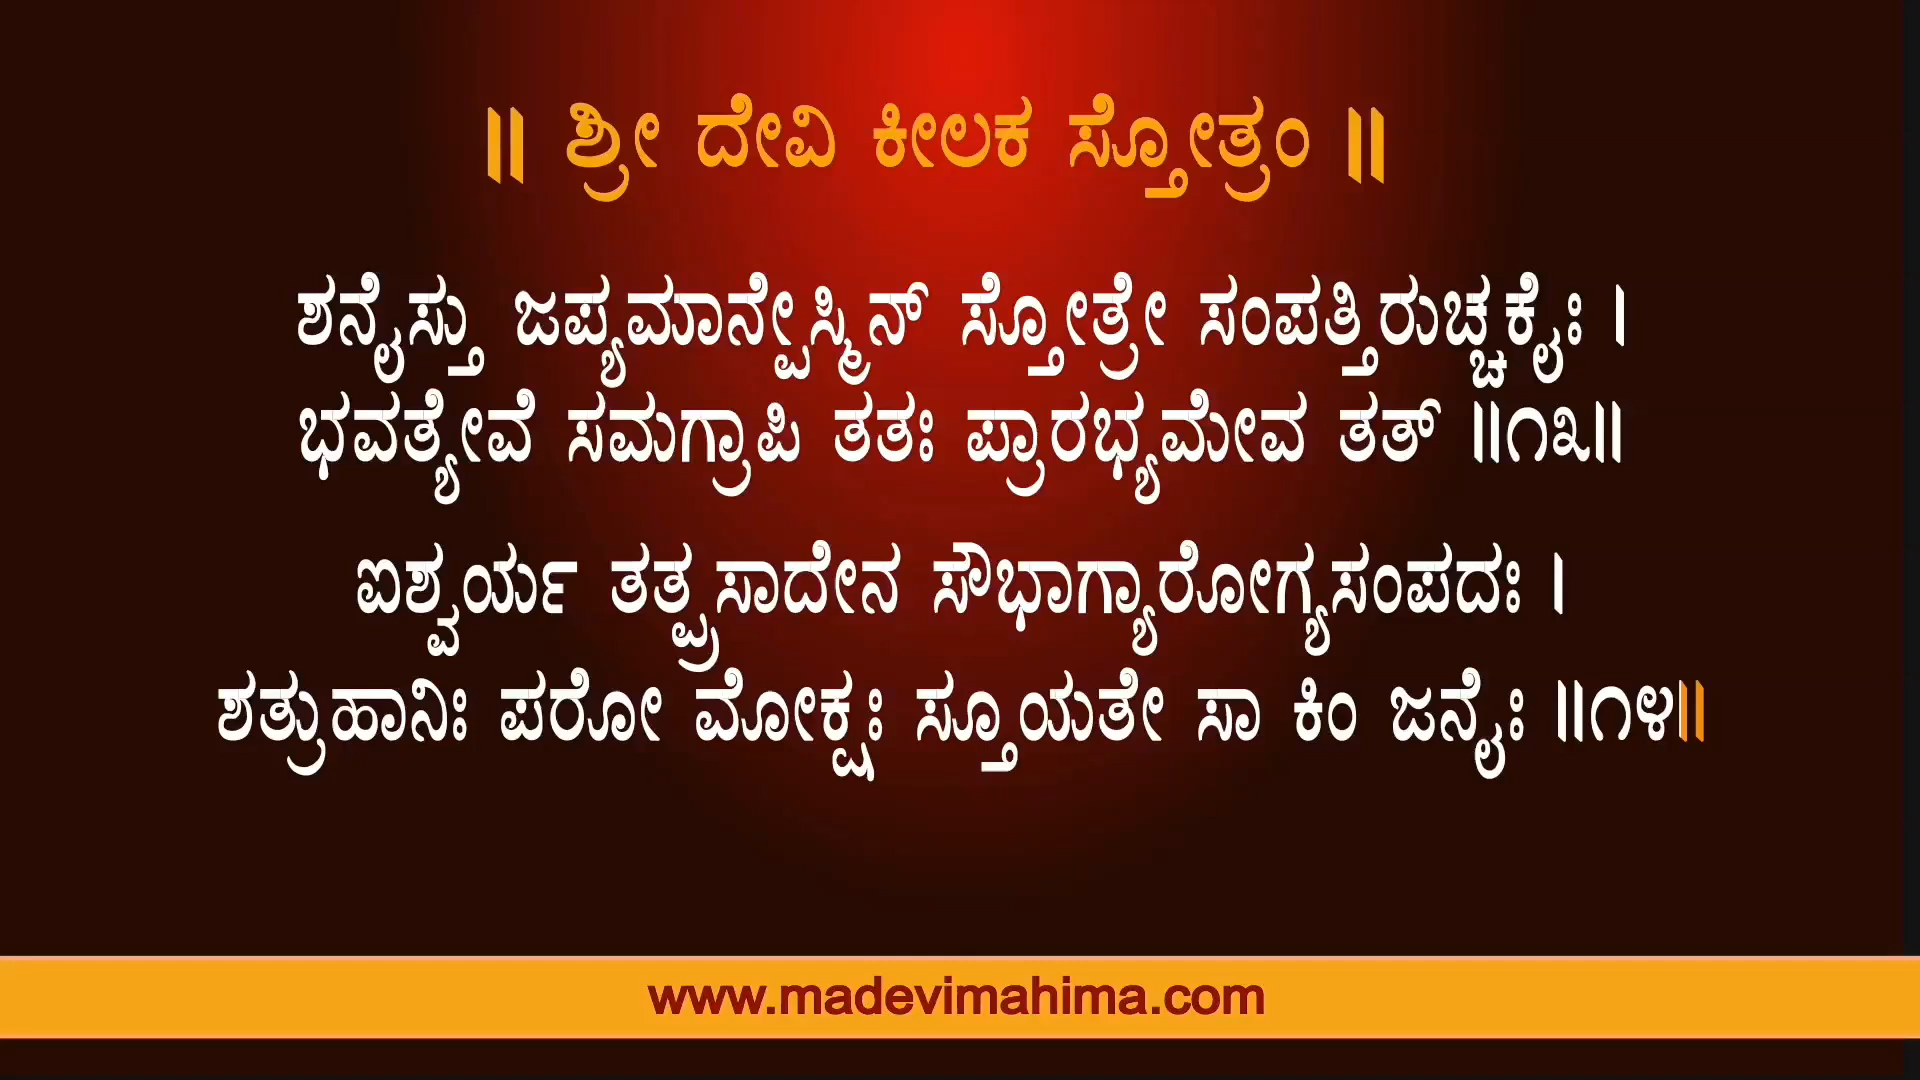 ॥ ಶ್ರೀ ದೇವಿ ಕೀಲಕ ಸ್ತೋತ್ರಂ ॥
ಶನೈಸ್ತು ಜಪ್ಯಮಾನೇಽಸ್ಮಿನ್ ಸ್ತೋತ್ರೇ ಸಂಪತ್ತಿರುಚ್ಚಕೈಃ ।
ಭವತ್ಯೇವೆ ಸಮಗ್ರಾಪಿ ತತಃ ಪ್ರಾರಭ್ಯಮೇವ ತತ್ ॥೧೩॥
ಐಶ್ವರ್ಯ ತತ್ಪ್ರಸಾದೇನ ಸೌಭಾಗ್ಯಾರೋಗ್ಯಸಂಪದಃ ।
ಶತ್ರುಹಾನಿಃ ಪರೋ ಮೋಕ್ಷಃ ಸ್ತೂಯತೇ ಸಾ ಕಿಂ ಜನೈಃ ॥೧೪॥
www.madevimahima.com